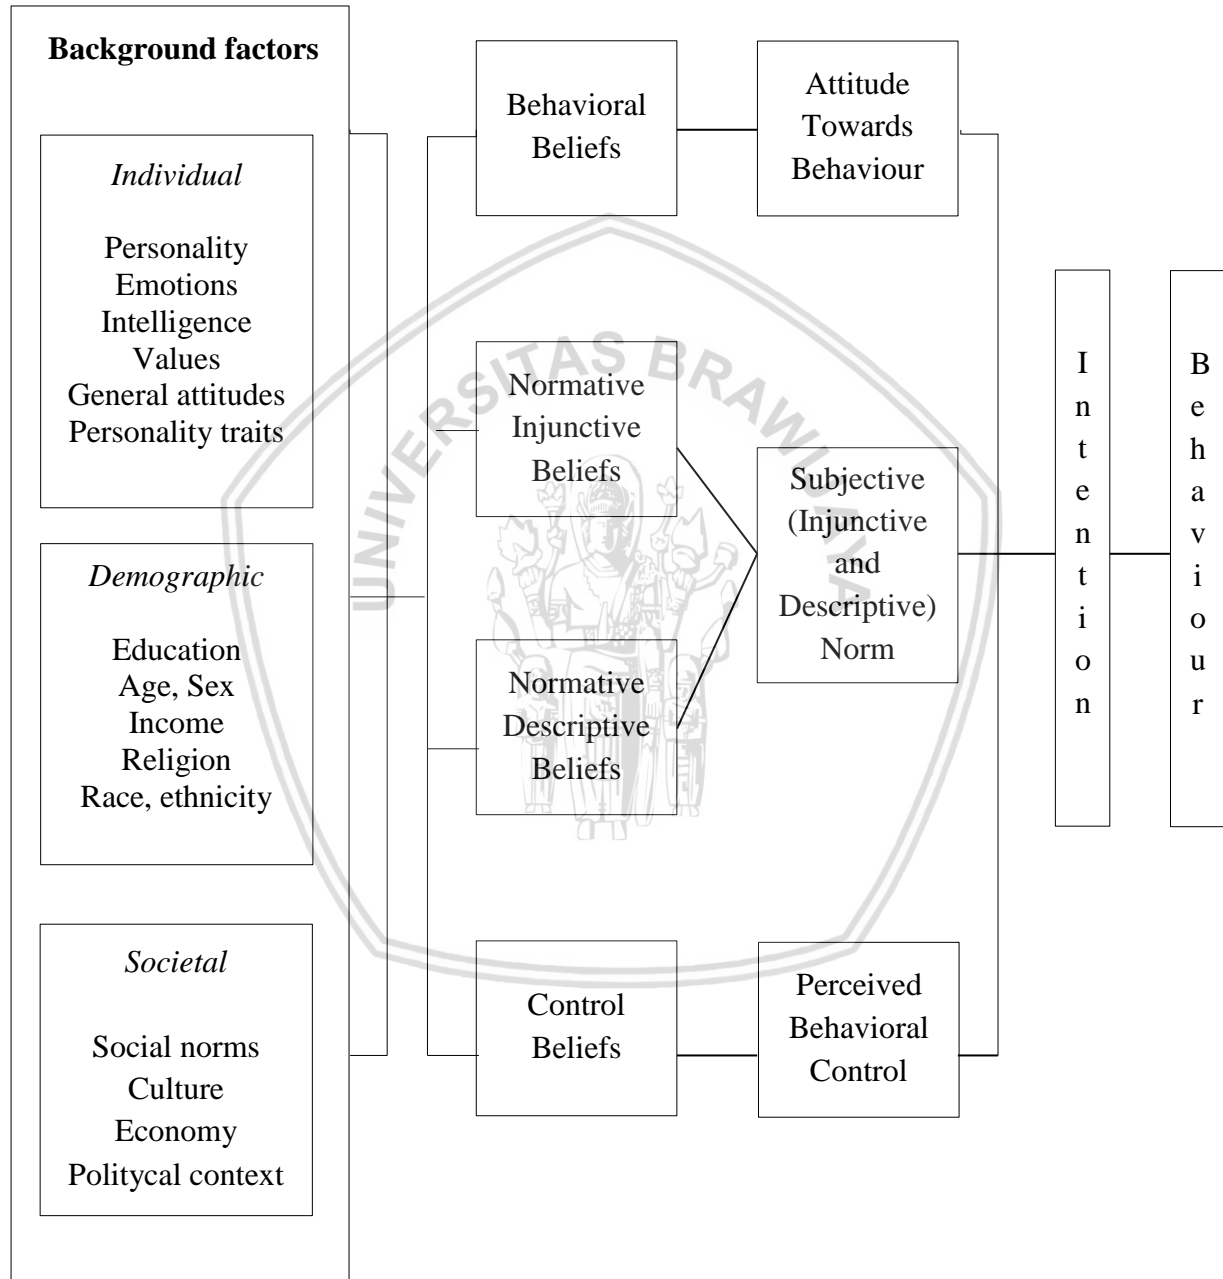 Background factors
Individual
Personality
Emotions
Intelligence
Values
General attitudes
Personality traits
Demographic
Education
Age, Sex
Income
Religion
Race, ethnicity
Societal
Social norms
Culture
Economy
Politycal context
Behavioral
Beliefs
Normative
Injunctive
Beliefs
Normative
Descriptive
Beliefs
Control
Beliefs
Attitude
Towards
Behaviour
Subjective
(Injunctive
and
Descriptive)
Norm
Perceived
Behavioral
Control
Intention
Behaviour
UNIVERSITAS BRAWIJAYA